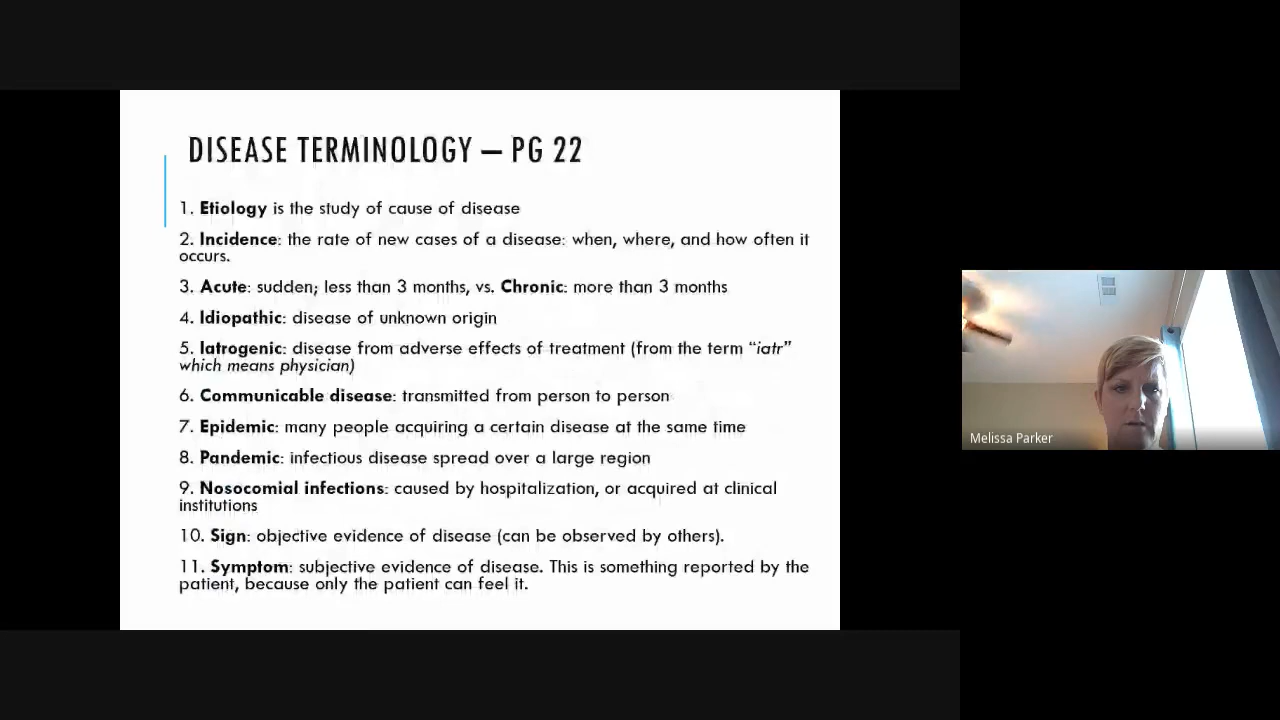 DISEASE TERMINOLOGY – PG 22
1. Etiology is the study of cause of disease
2. Incidence: the rate of new cases of a disease: when, where, and how often it
occurs.
3. Acute: sudden; less than 3 months, vs. Chronic: more than 3 months
4. Idiopathic: disease of unknown origin
5. Iatrogenic: disease from adverse effects of treatment (from the term “iatr”
which means physician)
6. Communicable disease: transmitted from person to person
7. Epidemic: many people acquiring a certain disease at the same time
8. Pandemic: infectious disease spread over a large region
9. Nosocomial infections: caused by hospitalization, or acquired at clinical
institutions
10. Sign: objective evidence of disease (can be observed by others).
11. Symptom: subjective evidence of disease. This is something reported by the
patient, because only the patient can feel it.
Melissa Parker